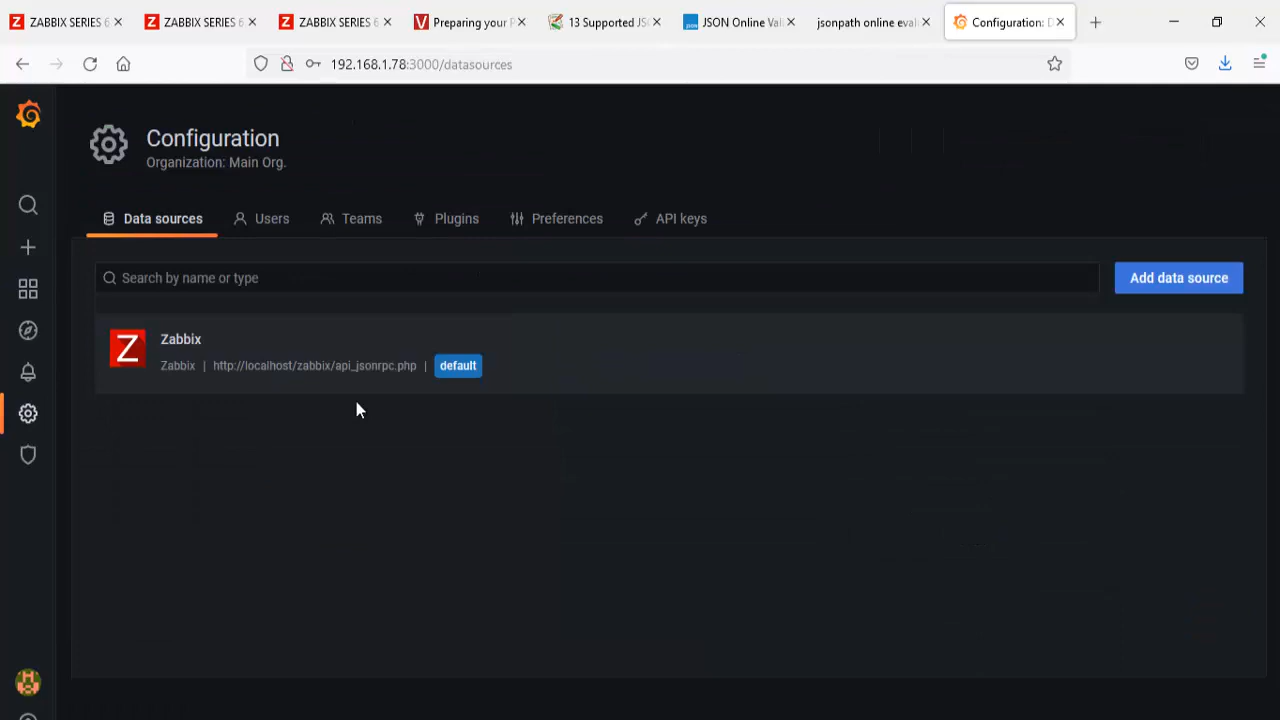 ZABBIX SERIES 6.
ZABBIX SERIES 6
ZABBIX SERIES 6
Preparing your P
13 Supported JS
JSON Online Vali
jsonpath online eval
Configuration: D
192.168.1.78:3000/datasources
Configuration
Organization: Main Org.
Data sources
Users
Teams
Plugins
Preferences
API keys
Search by name or type
Add data source
Z
Zabbix
Zabbix | http://localhost/zabbix/api_jsonrpc.php | default